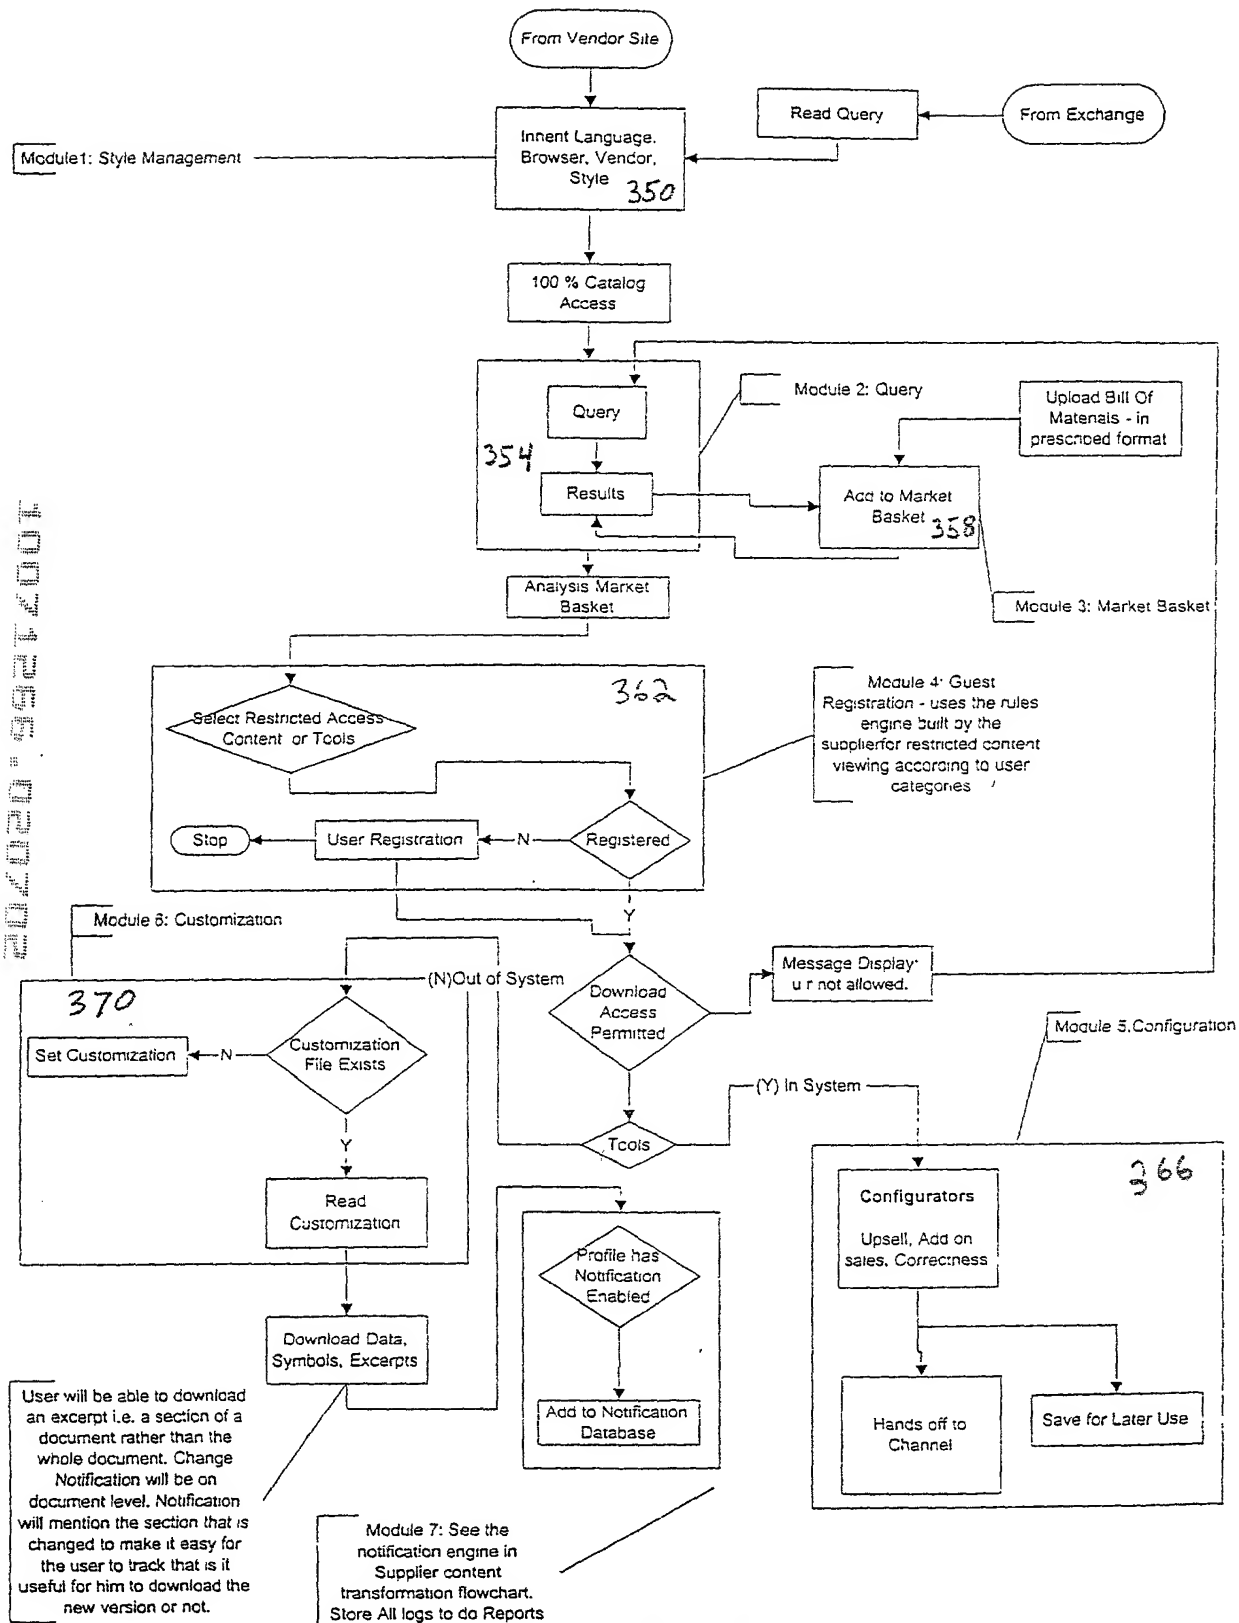 From Vendor Site
Read Query
From Exchange
Module1: Style Management
Innent Language.
Browser, Vendor,
Style
350
100 % Catalog
Access
Query
354
Results
Module 2: Query
Upload Bill Of
Matenals - in
prescnoed format
Add to Market
Basket
358
Analysis Market
Basket
Module 3: Market Basket
362
Select Restricted Access
Content or Tools
Module 4: Guest
Registration - uses the rules
engine built by the
supplierfor restricted content
viewing according to user
categories
Stop
User Registration
N
Registered
Y
10071256.020702
Module 6: Customization
(N)Out of System
370
Set Customization
N
Customization
File Exists
Download
Access
Permitted
Message Display:
u r not allowed.
Module 5.Configuration
(Y) In System
Y
Tools
Read
Customization
366
Configurators
Upsell, Add on
sales, Correctness
Profile has
Notification
Enabled
Download Data,
Symbols, Excerpts
Add to Notification
Database
Hands off to
Channel
Save for Later Use
User will be able to download
an excerpt i.e. a section of a
document rather than the
whole document. Change
Notification will be on
document level. Notification
will mention the section that is
changed to make it easy for
the user to track that is it
useful for him to download the
new version or not.
Module 7: See the
notification engine in
Supplier content
transformation flowchart.
Store All logs to do Reports